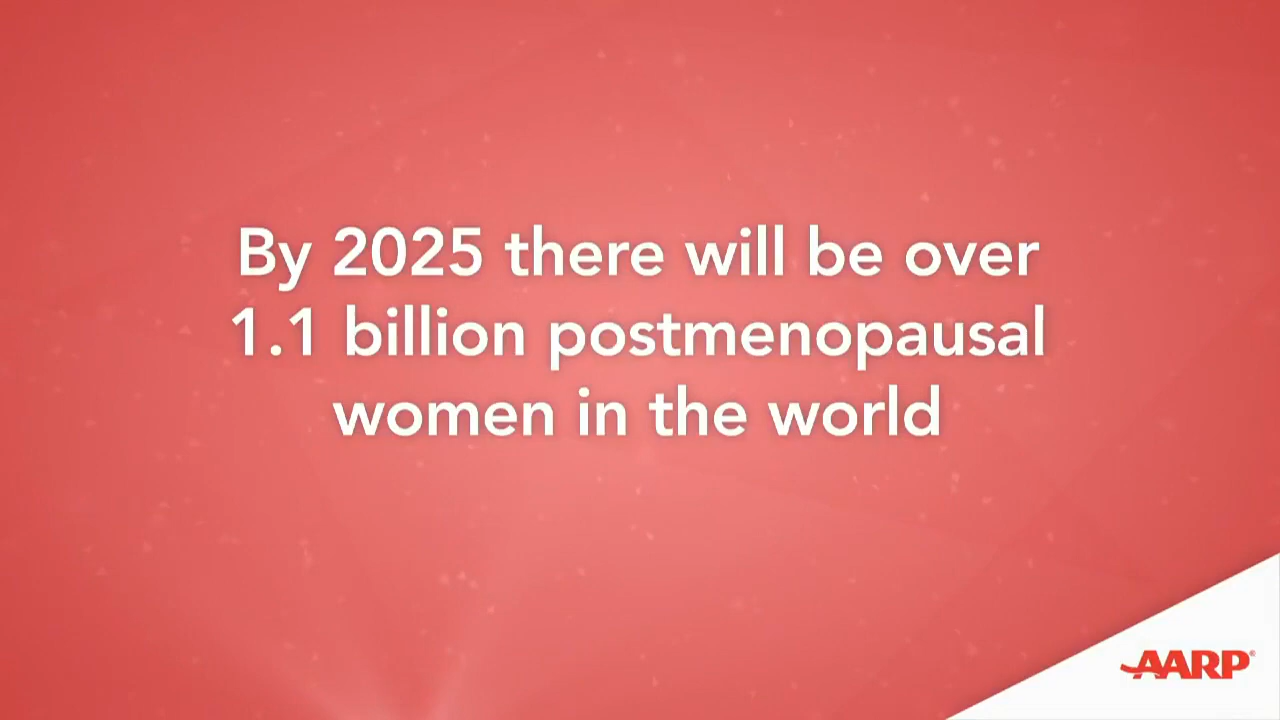 By 2025 there will be over
1.1 billion postmenopausal
women in the world
AARP®